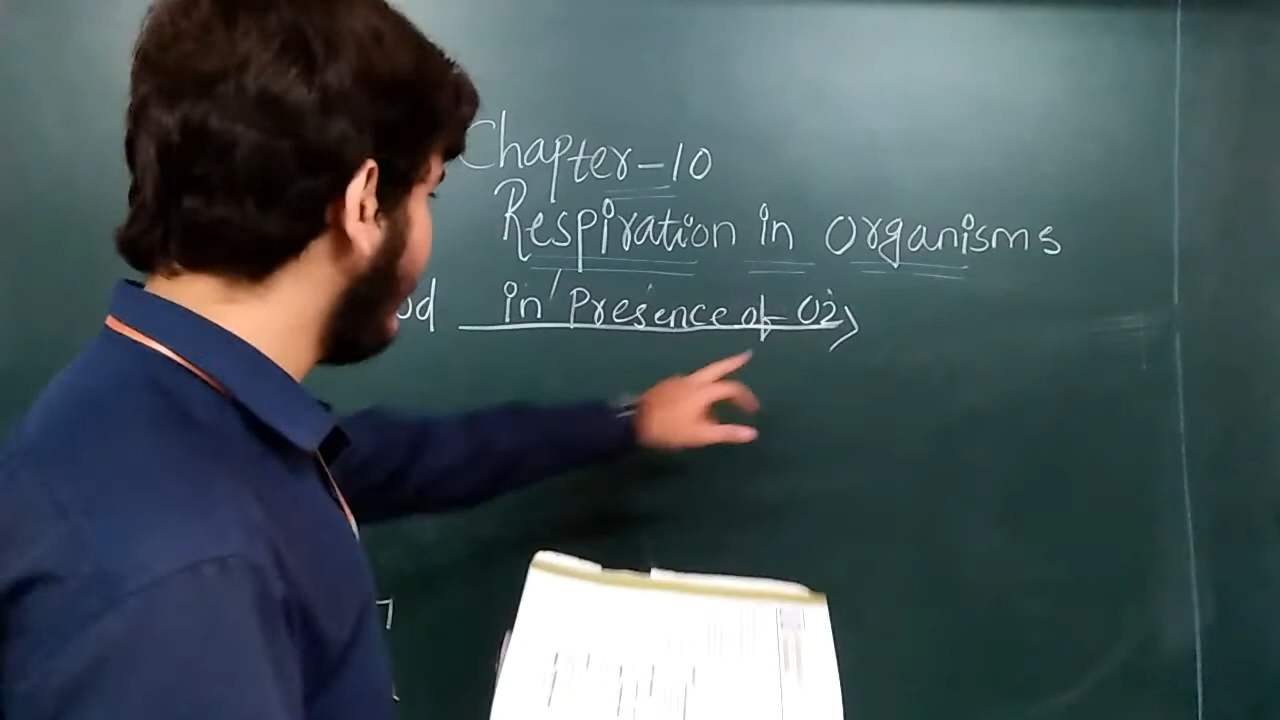 Chapter-10
Respiration in organisms
od in Presence of O2